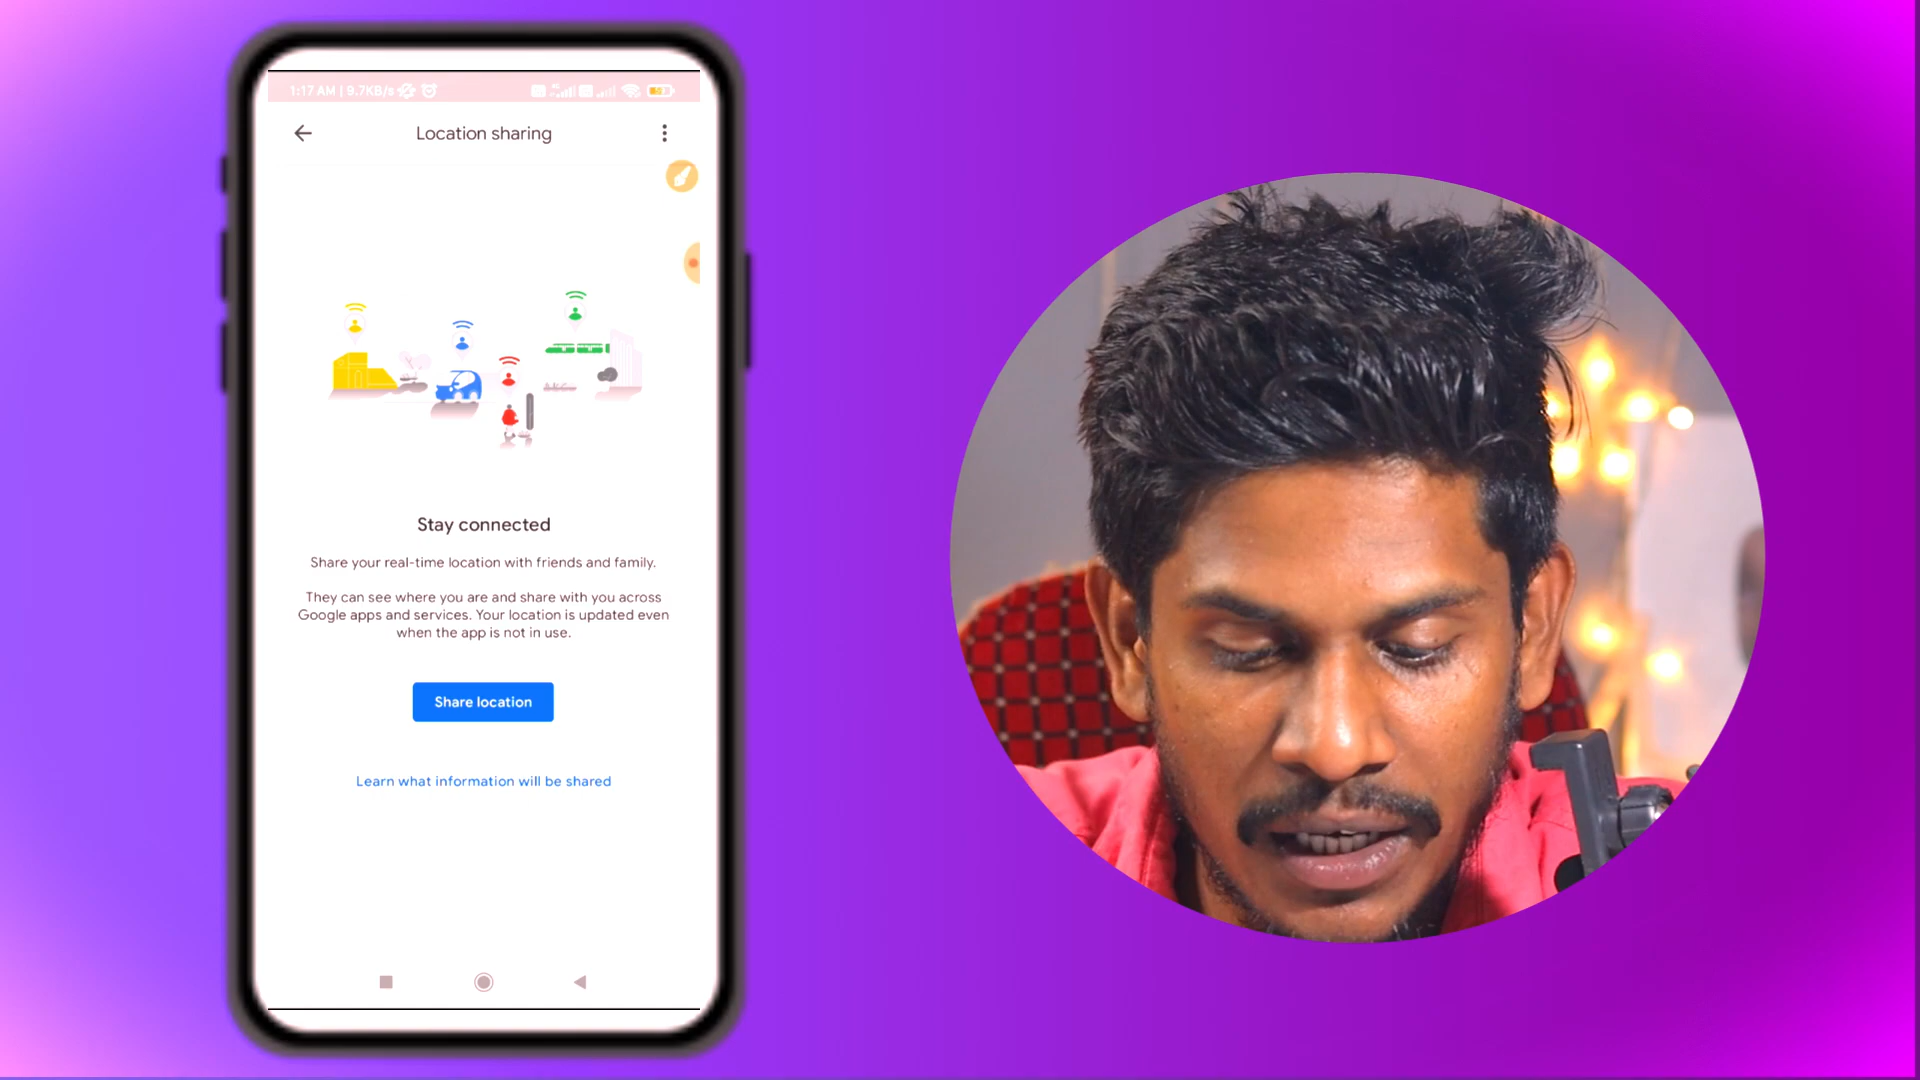 1:17 AM | 9.7KB/s
Location sharing
Stay connected
Share your real-time location with friends and family.
They can see where you are and share with you across
Google apps and services. Your location is updated even
when the app is not in use.
Share location
Learn what information will be shared